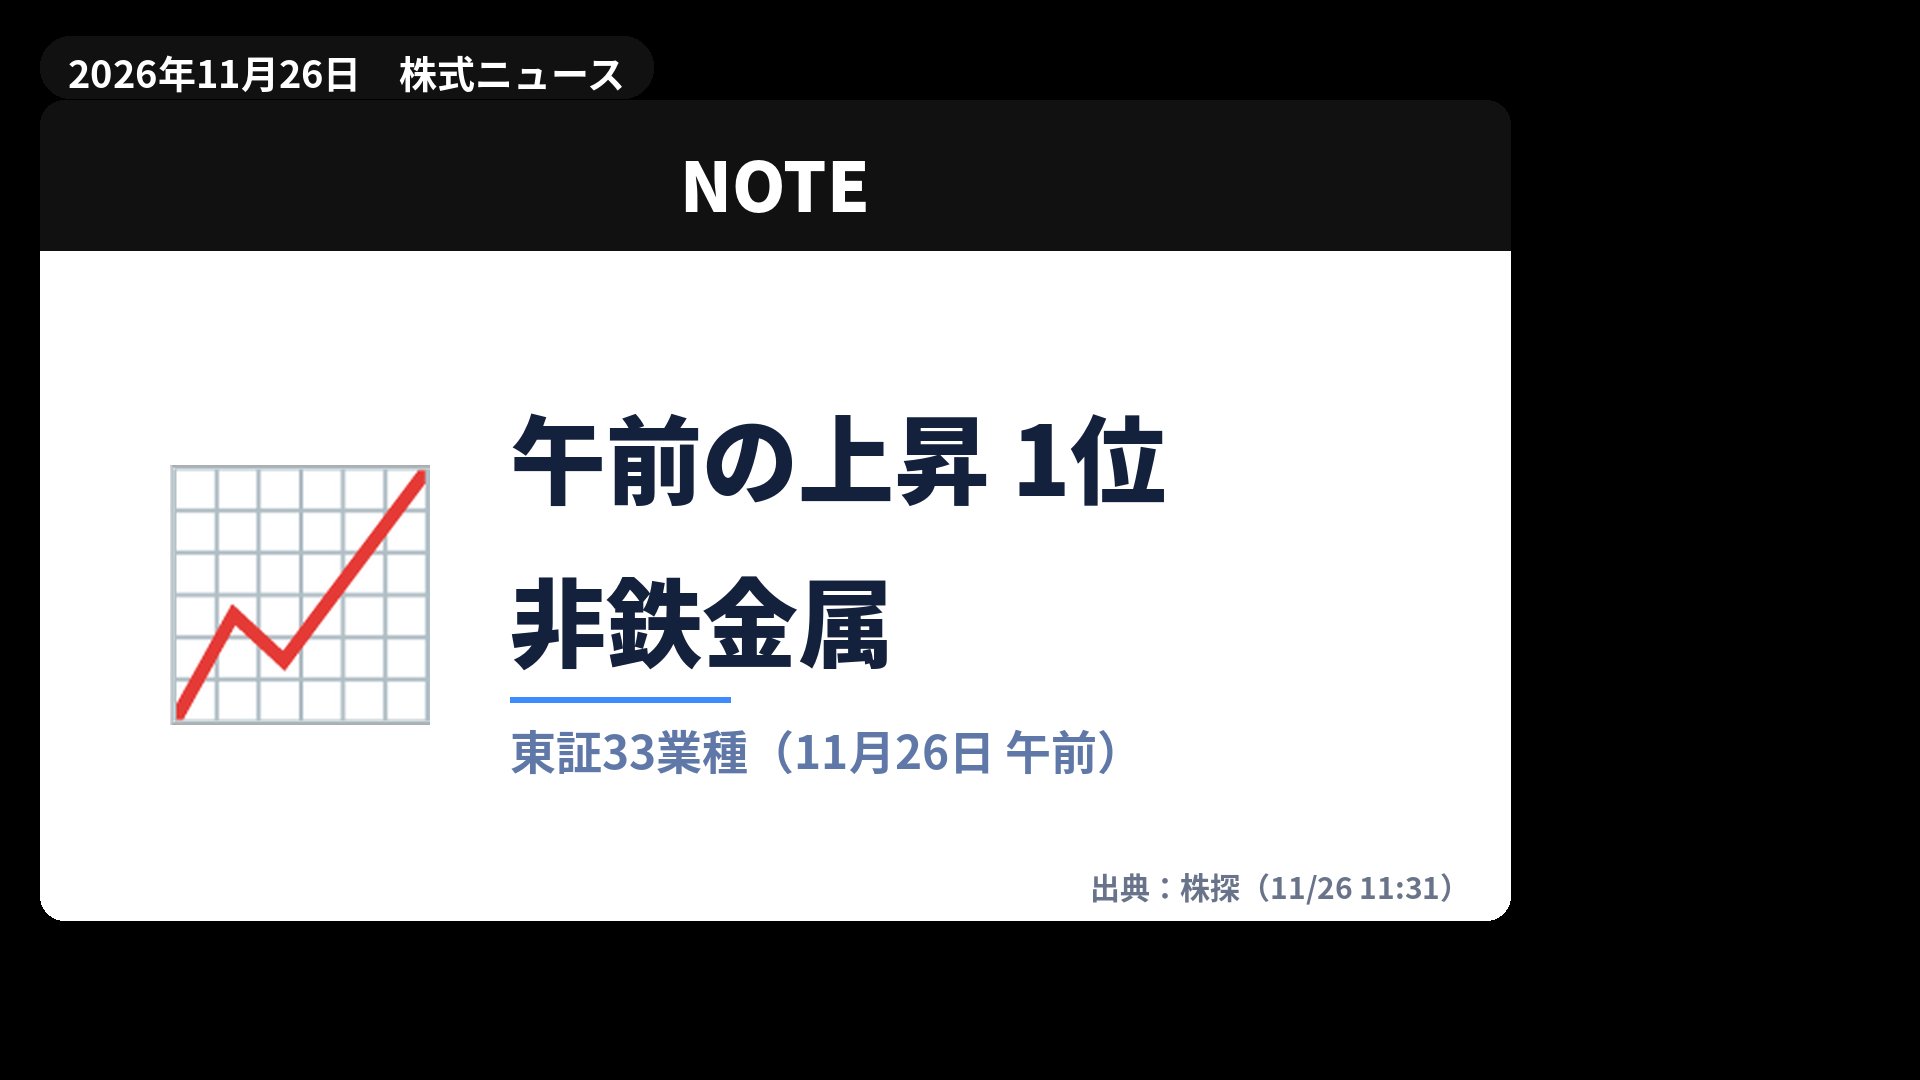 2026年11月26日　株式ニュース
NOTE
午前の上昇 1位
非鉄金属
東証33業種（11月26日 午前）
出典：株探（11/26 11:31）